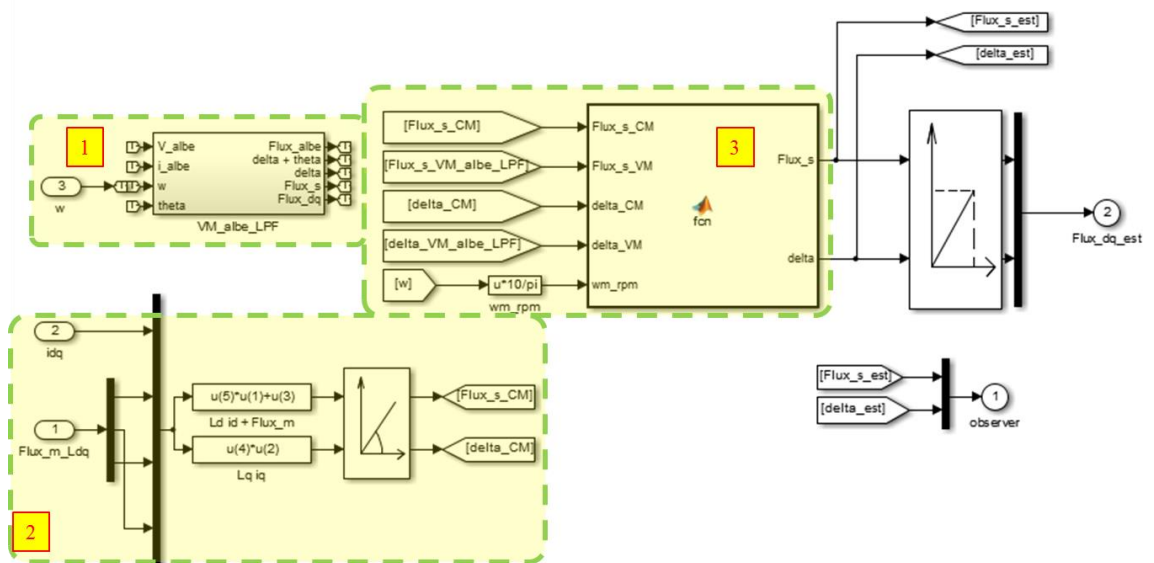 [Flux_s_est]
[delta_est]
1
V_albe
i_albe
w
theta
Flux_albe
delta + theta
delta
Flux_s
Flux_dq
VM_albe_LPF
3
w
[Flux_s_CM]
[Flux_s_VM_albe_LPF]
[delta_CM]
[delta_VM_albe_LPF]
[w]
u*10/pi
wm_rpm
Flux_s_CM
Flux_s_VM
delta_CM
delta_VM
wm_rpm
3
fcn
Flux_s
delta
2
Flux_dq_est
2
idq
1
Flux_m_Ldq
u(5)*u(1)+u(3)
Ld id + Flux_m
u(4)*u(2)
Lq iq
[Flux_s_CM]
[delta_CM]
2
[Flux_s_est]
[delta_est]
1
observer